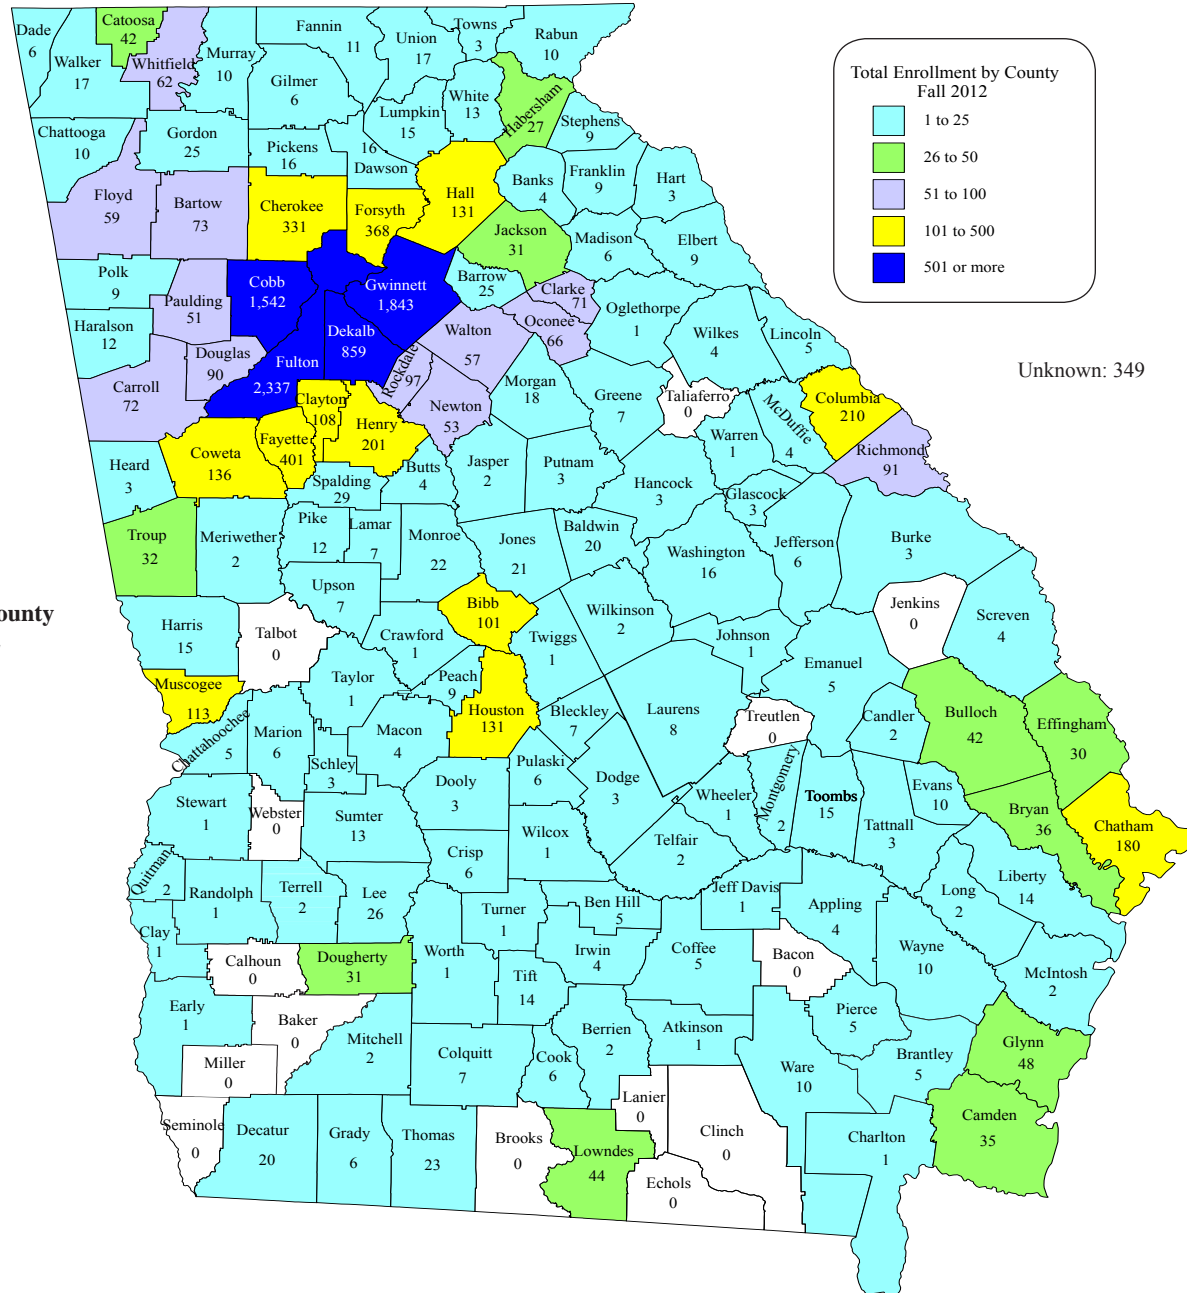 Dade
6
Catoosa
42
Walker
17
Whitfield
62
Murray
10
Fannin
11
Union
17
Towns
3
Rabun
10
Gilmer
6
Lumpkin
15
White
13
Habersham
27
Stephens
9
Chattooga
10
Gordon
25
Pickens
16
16
Dawson
Total Enrollment by County
Fall 2012
1 to 25
26 to 50
51 to 100
101 to 500
501 or more
Unknown: 349
Floyd
59
Bartow
73
Cherokee
331
Forsyth
368
Hall
131
Banks
4
Franklin
9
Hart
3
Jackson
31
Madison
6
Elbert
9
Polk
9
Paulding
51
Cobb
1,542
Gwinnett
1,843
Barrow
25
Clarke
71
Oconee
66
Oglethorpe
1
Wilkes
4
Lincoln
5
Haralson
12
Douglas
90
Fulton
2,337
Dekalb
859
Rockdale
97
Walton
57
Morgan
18
Greene
7
Taliaferro
0
Columbia
210
McDuffie
4
Carroll
72
Clayton
108
Henry
201
Newton
53
Warren
1
Richmond
91
Heard
3
Coweta
136
Fayette
401
Spalding
29
Butts
4
Jasper
2
Putnam
3
Hancock
3
Glascock
3
Troup
32
Meriwether
2
Pike
12
Lamar
7
Monroe
22
Jones
21
Baldwin
20
Washington
16
Jefferson
6
Burke
3
Upson
7
ounty
Harris
15
Talbot
0
Crawford
1
Bibb
101
Twiggs
1
Wilkinson
2
Johnson
1
Jenkins
0
Screven
4
Emanuel
5
Muscogee
113
Taylor
1
Peach
9
Houston
131
Bleckley
7
Laurens
8
Treutlen
0
Candler
2
Bulloch
42
Effingham
30
Chattahoochee
5
Marion
6
Schley
3
Macon
4
Pulaski
6
Dodge
3
Wheeler
1
Montgomery
2
Toombs
15
Evans
10
Tattnall
3
Bryan
36
Chatham
180
Stewart
1
Webster
0
Sumter
13
Dooly
3
Crisp
6
Wilcox
1
Telfair
2
Quitman
2
Randolph
1
Terrell
2
Lee
26
Turner
1
Ben Hill
5
Jeff Davis
1
Appling
4
Long
2
Liberty
14
Clay
1
Calhoun
0
Dougherty
31
Worth
1
Tift
14
Irwin
4
Coffee
5
Bacon
0
Wayne
10
McIntosh
2
Early
1
Baker
0
Miller
0
Mitchell
2
Colquitt
7
Cook
6
Berrien
2
Atkinson
1
Pierce
5
Ware
10
Brantley
5
Glynn
48
Seminole
0
Decatur
20
Grady
6
Thomas
23
Brooks
0
Lowndes
44
Lanier
0
Clinch
0
Echols
0
Charlton
1
Camden
35